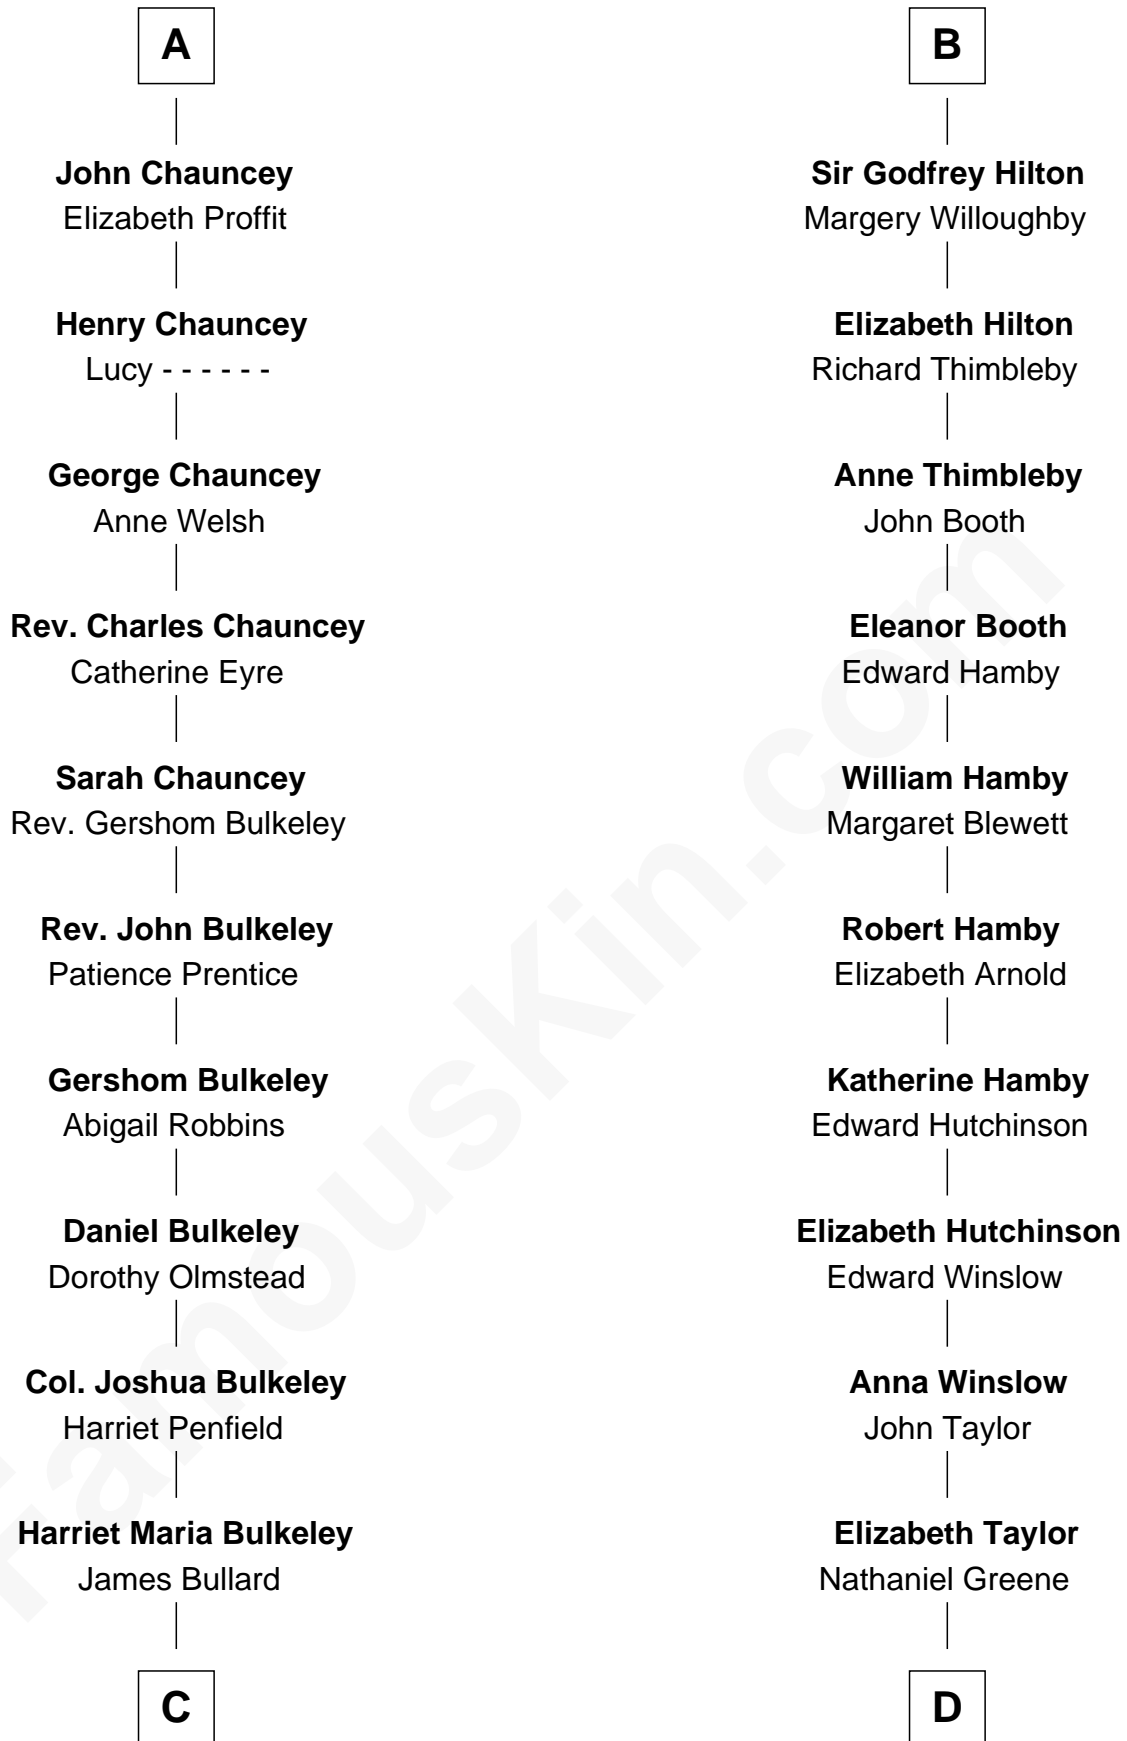 A
John Chauncey
Elizabeth Proffit
Henry Chauncey
Lucy - - - - - -
George Chauncey
Anne Welsh
Rev. Charles Chauncey
Catherine Eyre
Sarah Chauncey
Rev. Gershom Bulkeley
Rev. John Bulkeley
Patience Prentice
Gershom Bulkeley
Abigail Robbins
Daniel Bulkeley
Dorothy Olmstead
Col. Joshua Bulkeley
Harriet Penfield
Harriet Maria Bulkeley
James Bullard
C
B
Sir Godfrey Hilton
Margery Willoughby
Elizabeth Hilton
Richard Thimbleby
Anne Thimbleby
John Booth
Eleanor Booth
Edward Hamby
William Hamby
Margaret Blewett
Robert Hamby
Elizabeth Arnold
Katherine Hamby
Edward Hutchinson
Elizabeth Hutchinson
Edward Winslow
Anna Winslow
John Taylor
Elizabeth Taylor
Nathaniel Greene
D
FamousKin.com